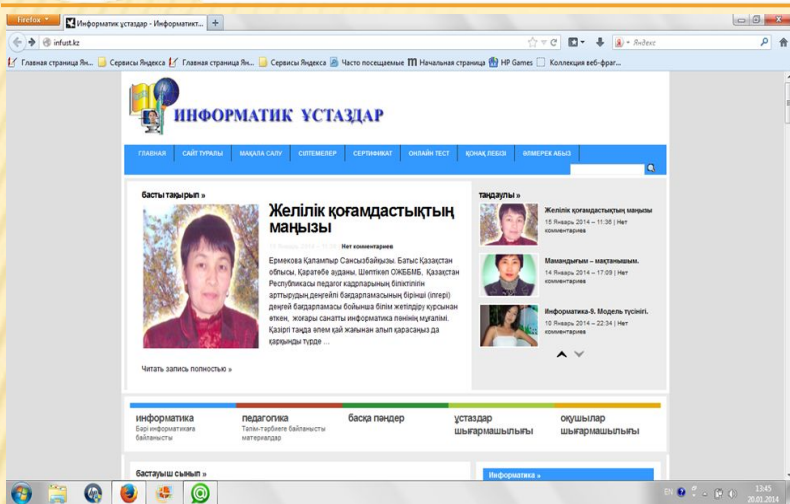 Firefox
Информатик ұстаздар - Информатикт...
infust.kz
Яндекс
Главная страница Ян...
Сервисы Яндекса
Главная страница Ян...
Сервисы Яндекса
Часто посещаемые
Начальная страница
HP Games
Коллекция веб-фраг...
ИНФОРМАТИК ҰСТАЗДАР
ГЛАВНАЯ
САЙТ ТУРАЛЫ
МАҚАЛА САЛУ
СІЛТЕМЕЛЕР
СЕРТИФИКАТ
ОНЛАЙН ТЕСТ
ҚОНАҚ ЛЕБІЗІ
ӘЛМЕРЕК АБЫЗ
басты тақырып »
Желілік қоғамдастықтың
маңызы
Нет комментариев
Ермекова Қалампыр Сансызбайқызы. Батыс Қазақстан
облысы, Қаратөбе ауданы, Шөптікөл ОЖББМБ, Қазақстан
Республикасы педагог кадрларының біліктілігін
арттырудың деңгейлі бағдарламасының бірінші (ілгері)
деңгей бағдарламасы бойынша білім жетілдіру курсынан
өткен, жоғары санатты информатика пәнінің мұғалімі.
Қазіргі таңда әлем қай жағынан алып қарасаңыз да
қарқынды түрде ...
Читать запись полностью »
таңдаулы »
Желілік қоғамдастықтың маңызы
15 Январь 2014 – 11:36 | Нет
комментариев
Мамандығым – мақтанышым.
14 Январь 2014 – 17:09 | Нет
комментариев
Информатика-9. Модель түсінігі.
10 Январь 2014 – 22:34 | Нет
комментариев
информатика
Бәрі информатикаға
байланысты
педагогика
Тәлім-тәрбиеге байланысты
материалдар
басқа пәндер
ұстаздар
шығармашылығы
оқушылар
шығармашылығы
бастауыш сынып »
Информатика »
EN
13:45
20.01.2014